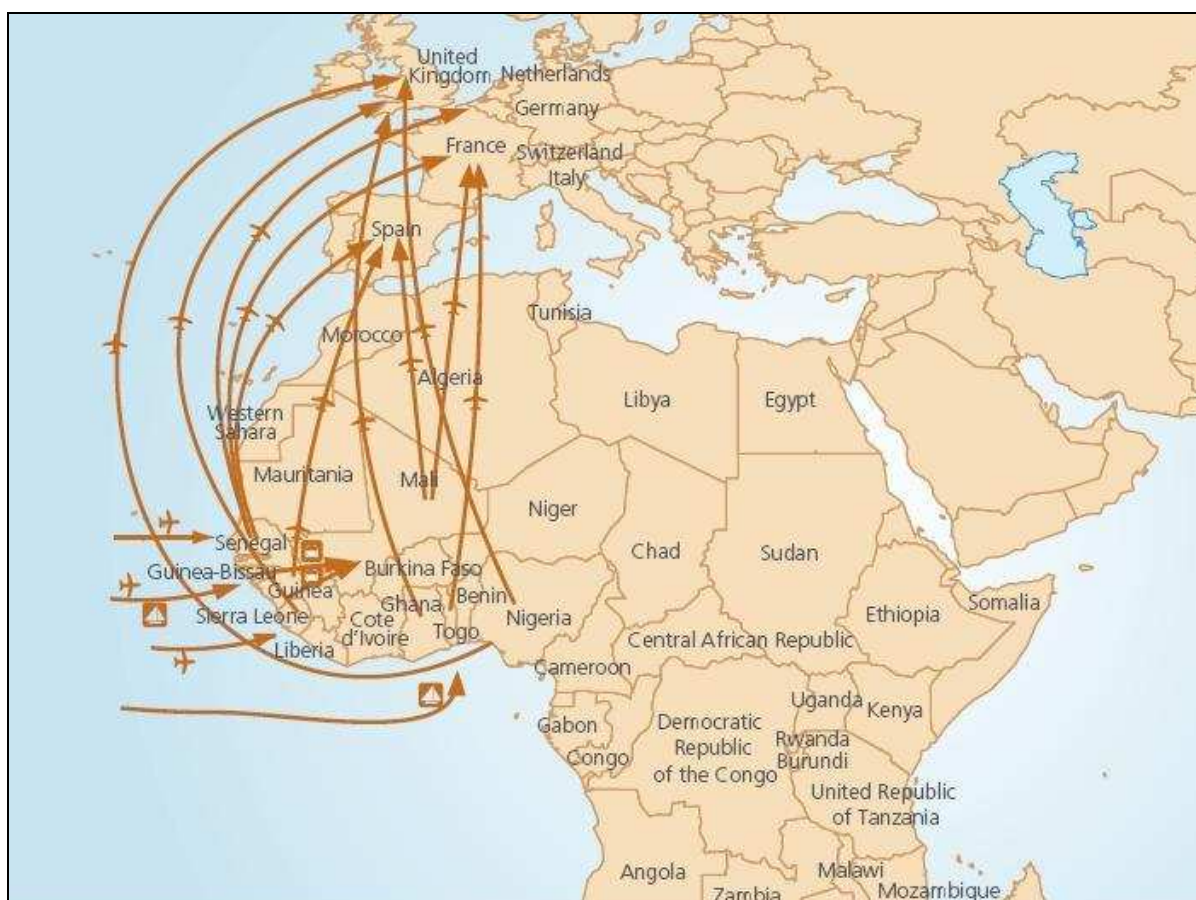 United
Kingdom
Netherlands
Germany
France
Switzerland
Italy
Spain
Tunisia
Morocco
Algeria
Libya
Egypt
Western
Sahara
Mauritania
Mali
Niger
Senegal
Chad
Sudan
Guinea-Bissau
Burkina Faso
Guinea
Ghana
Benin
Sierra Leone
Cote
d'Ivoire
Togo
Nigeria
Ethiopia
Somalia
Liberia
Central African Republic
Cameroon
Uganda
Kenya
Gabon
Democratic
Republic
of the Congo
Rwanda
Burundi
Congo
United Republic
of Tanzania
Angola
Malawi
Zambia
Mozambique